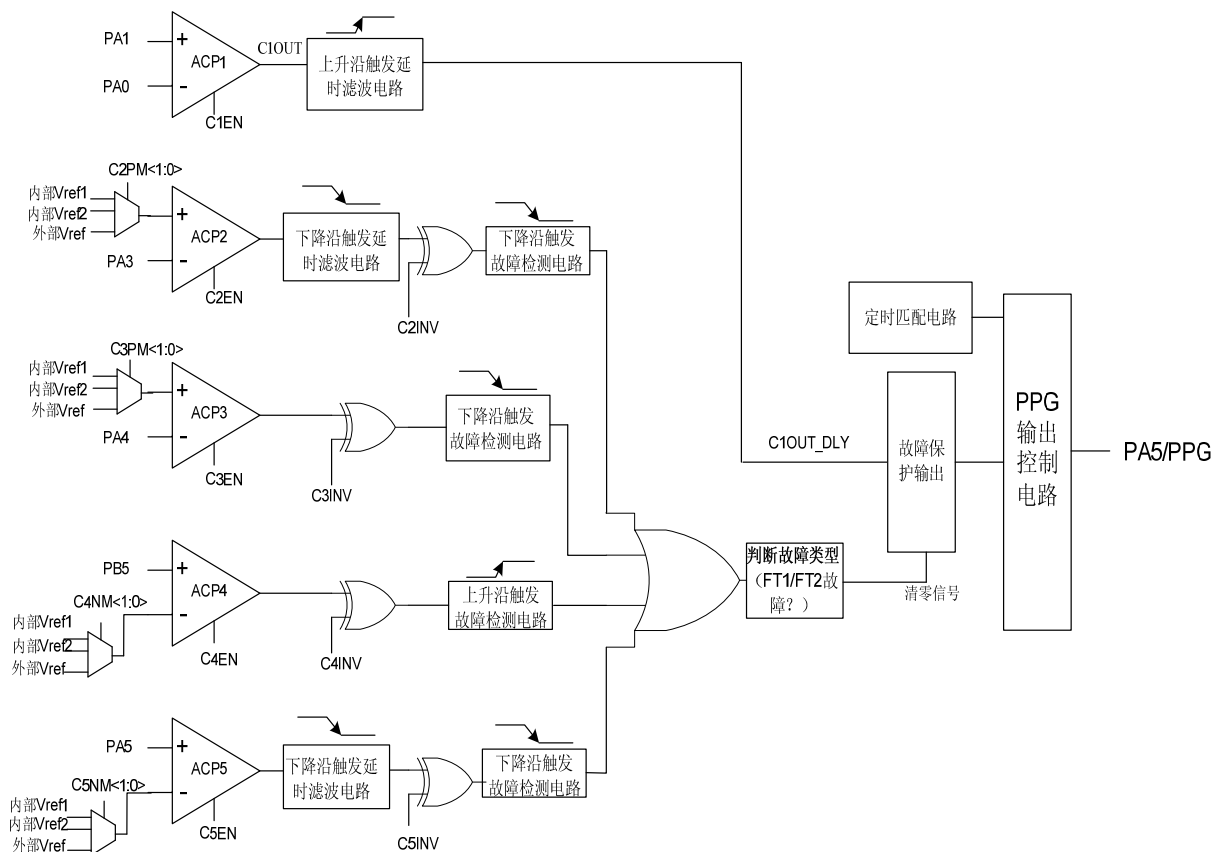 PA1
+
ACP1
PA0
-
C1EN
C1OUT
上升沿触发延
时滤波电路
C2PM<1:0>
内部Vref1
内部Vref2
外部Vref
+
ACP2
PA3
-
C2EN
下降沿触发延
时滤波电路
C2INV
下降沿触发
故障检测电路
定时匹配电路
C3PM<1:0>
内部Vref1
内部Vref2
外部Vref
+
ACP3
PA4
-
C3EN
C3INV
下降沿触发
故障检测电路
C1OUT_DLY
故障保
护输出
PPG
输出
控制
电路
PA5/PPG
PB5
+
ACP4
C4NM<1:0>
-
内部Vref1
内部Vref2
外部Vref
C4EN
C4INV
上升沿触发
故障检测电路
判断故障类型
(FT1/FT2故
障?)
清零信号
PA5
+
ACP5
C5NM<1:0>
-
内部Vref1
内部Vref2
外部Vref
C5EN
下降沿触发延
时滤波电路
C5INV
下降沿触发
故障检测电路